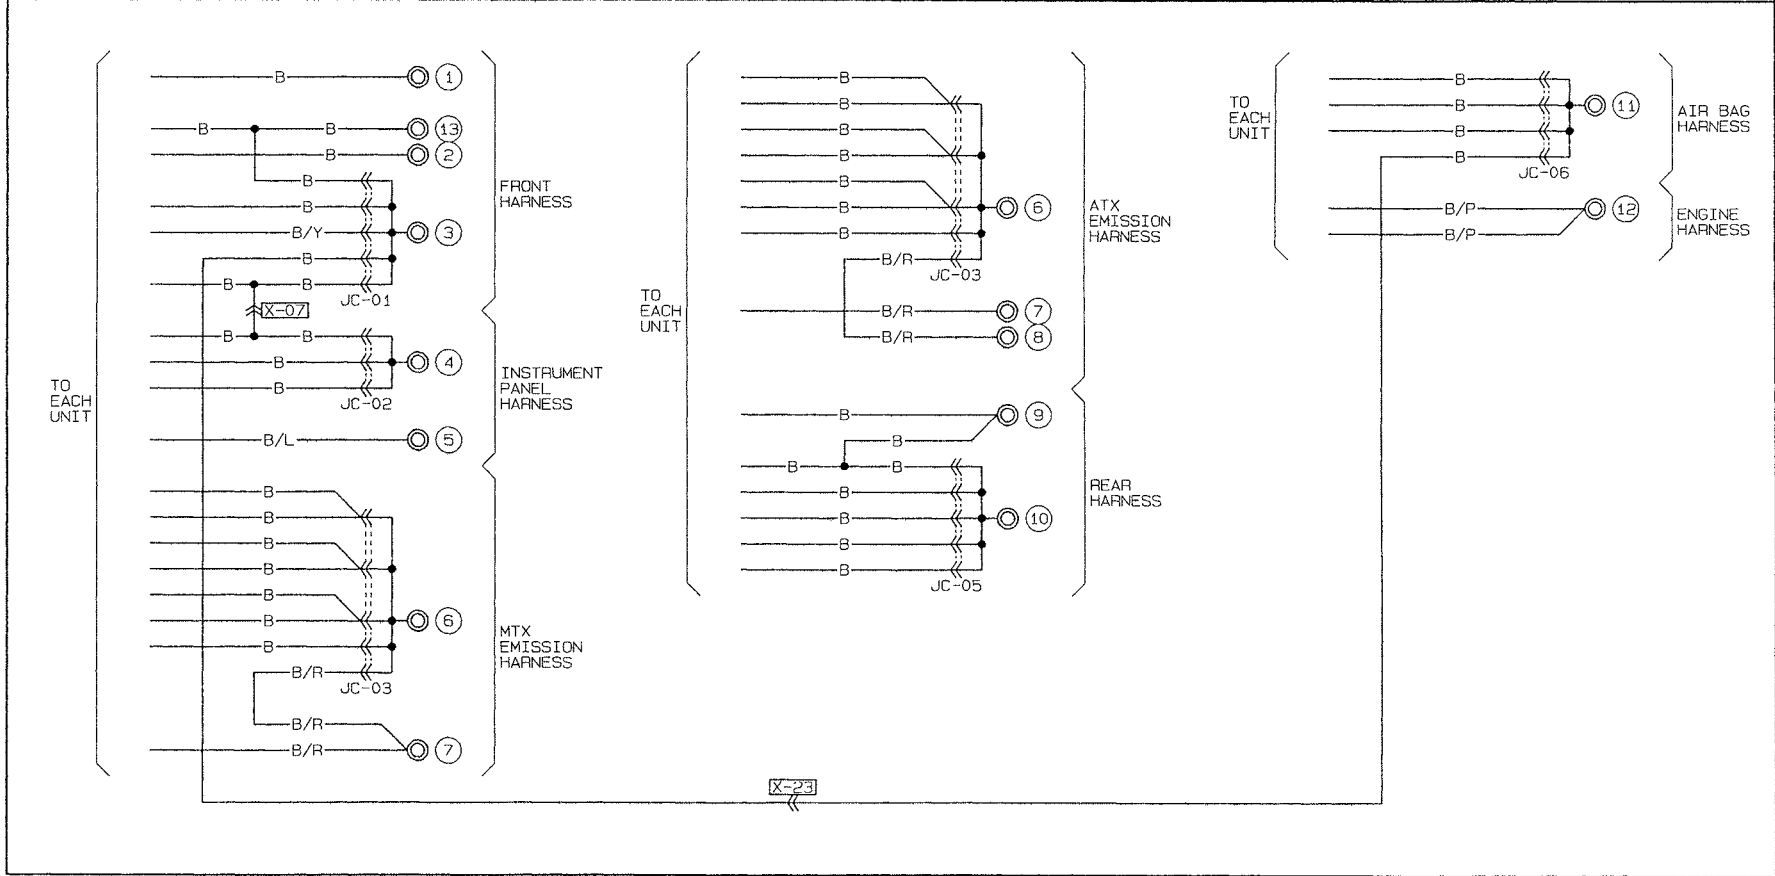 B 1
B B 13
B 2
B
B
B/Y 3
B
B B
JC-01
X-07
FRONT
HARNESS
B B
B 4
B
JC-02
INSTRUMENT
PANEL
HARNESS
B/L 5
TO
EACH
UNIT
B
B
B
B
B
B 6
B
B/R
JC-03
B/R
B/R 7
MTX
EMISSION
HARNESS
X-23
TO
EACH
UNIT
B
B
B
B
B
B 6
B
B/R
JC-03
B/R 7
B/R 8
ATX
EMISSION
HARNESS
B 9
B
B B
B
B 10
B
B
JC-05
REAR
HARNESS
TO
EACH
UNIT
B
B 11
B
B
JC-06
AIR BAG
HARNESS
B/P 12
B/P
ENGINE
HARNESS